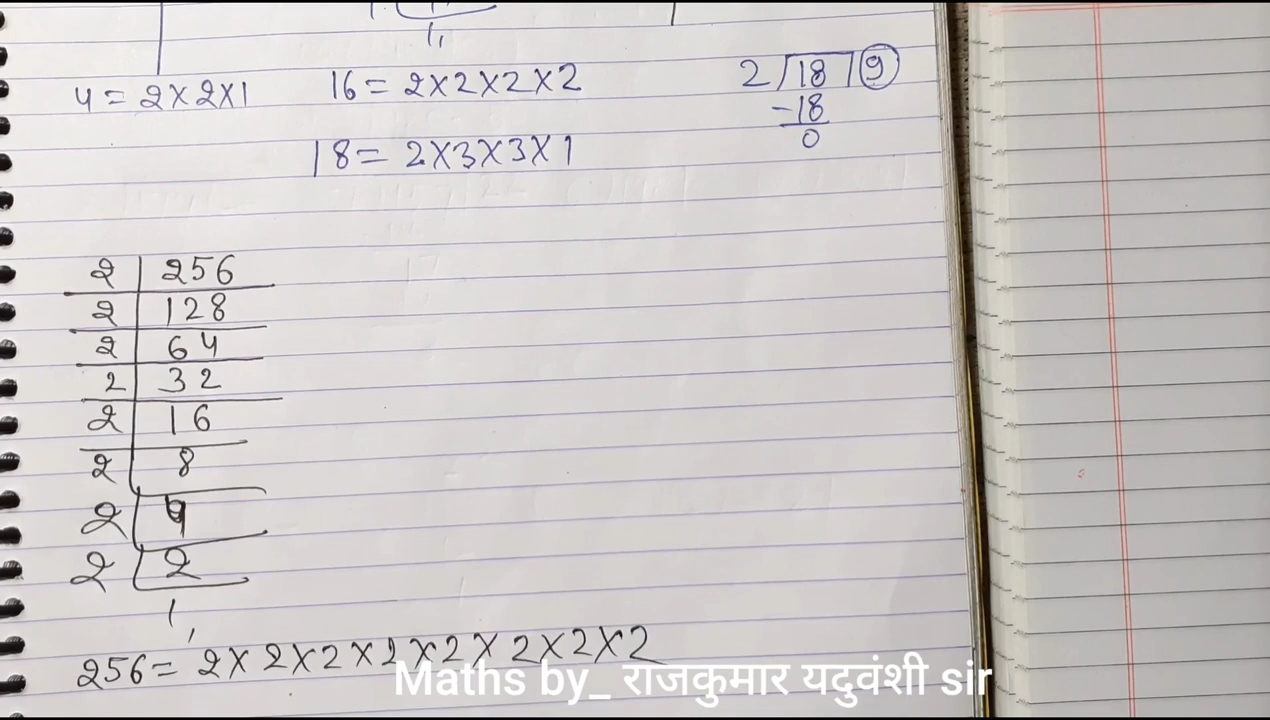 1,
4 = 2×2×1
16 = 2×2×2×2
18 = 2×3×3×1
2 18 9
-18
0
2 256
2 128
2 64
2 32
2 16
2 8
2 4
2 2
1,
256 = 2×2×2×2×2×2×2×2
Maths by_ राजकुमार यदुवंशी sir